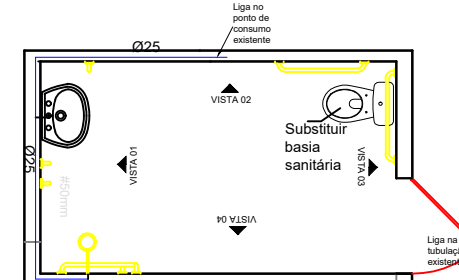 Liga no
ponto de
consumo
existente
Ø25
VISTA 02
Substituir
basia
sanitária
VISTA 01
VISTA 03
Ø25
#50mm
VISTA 04
Liga na
existen